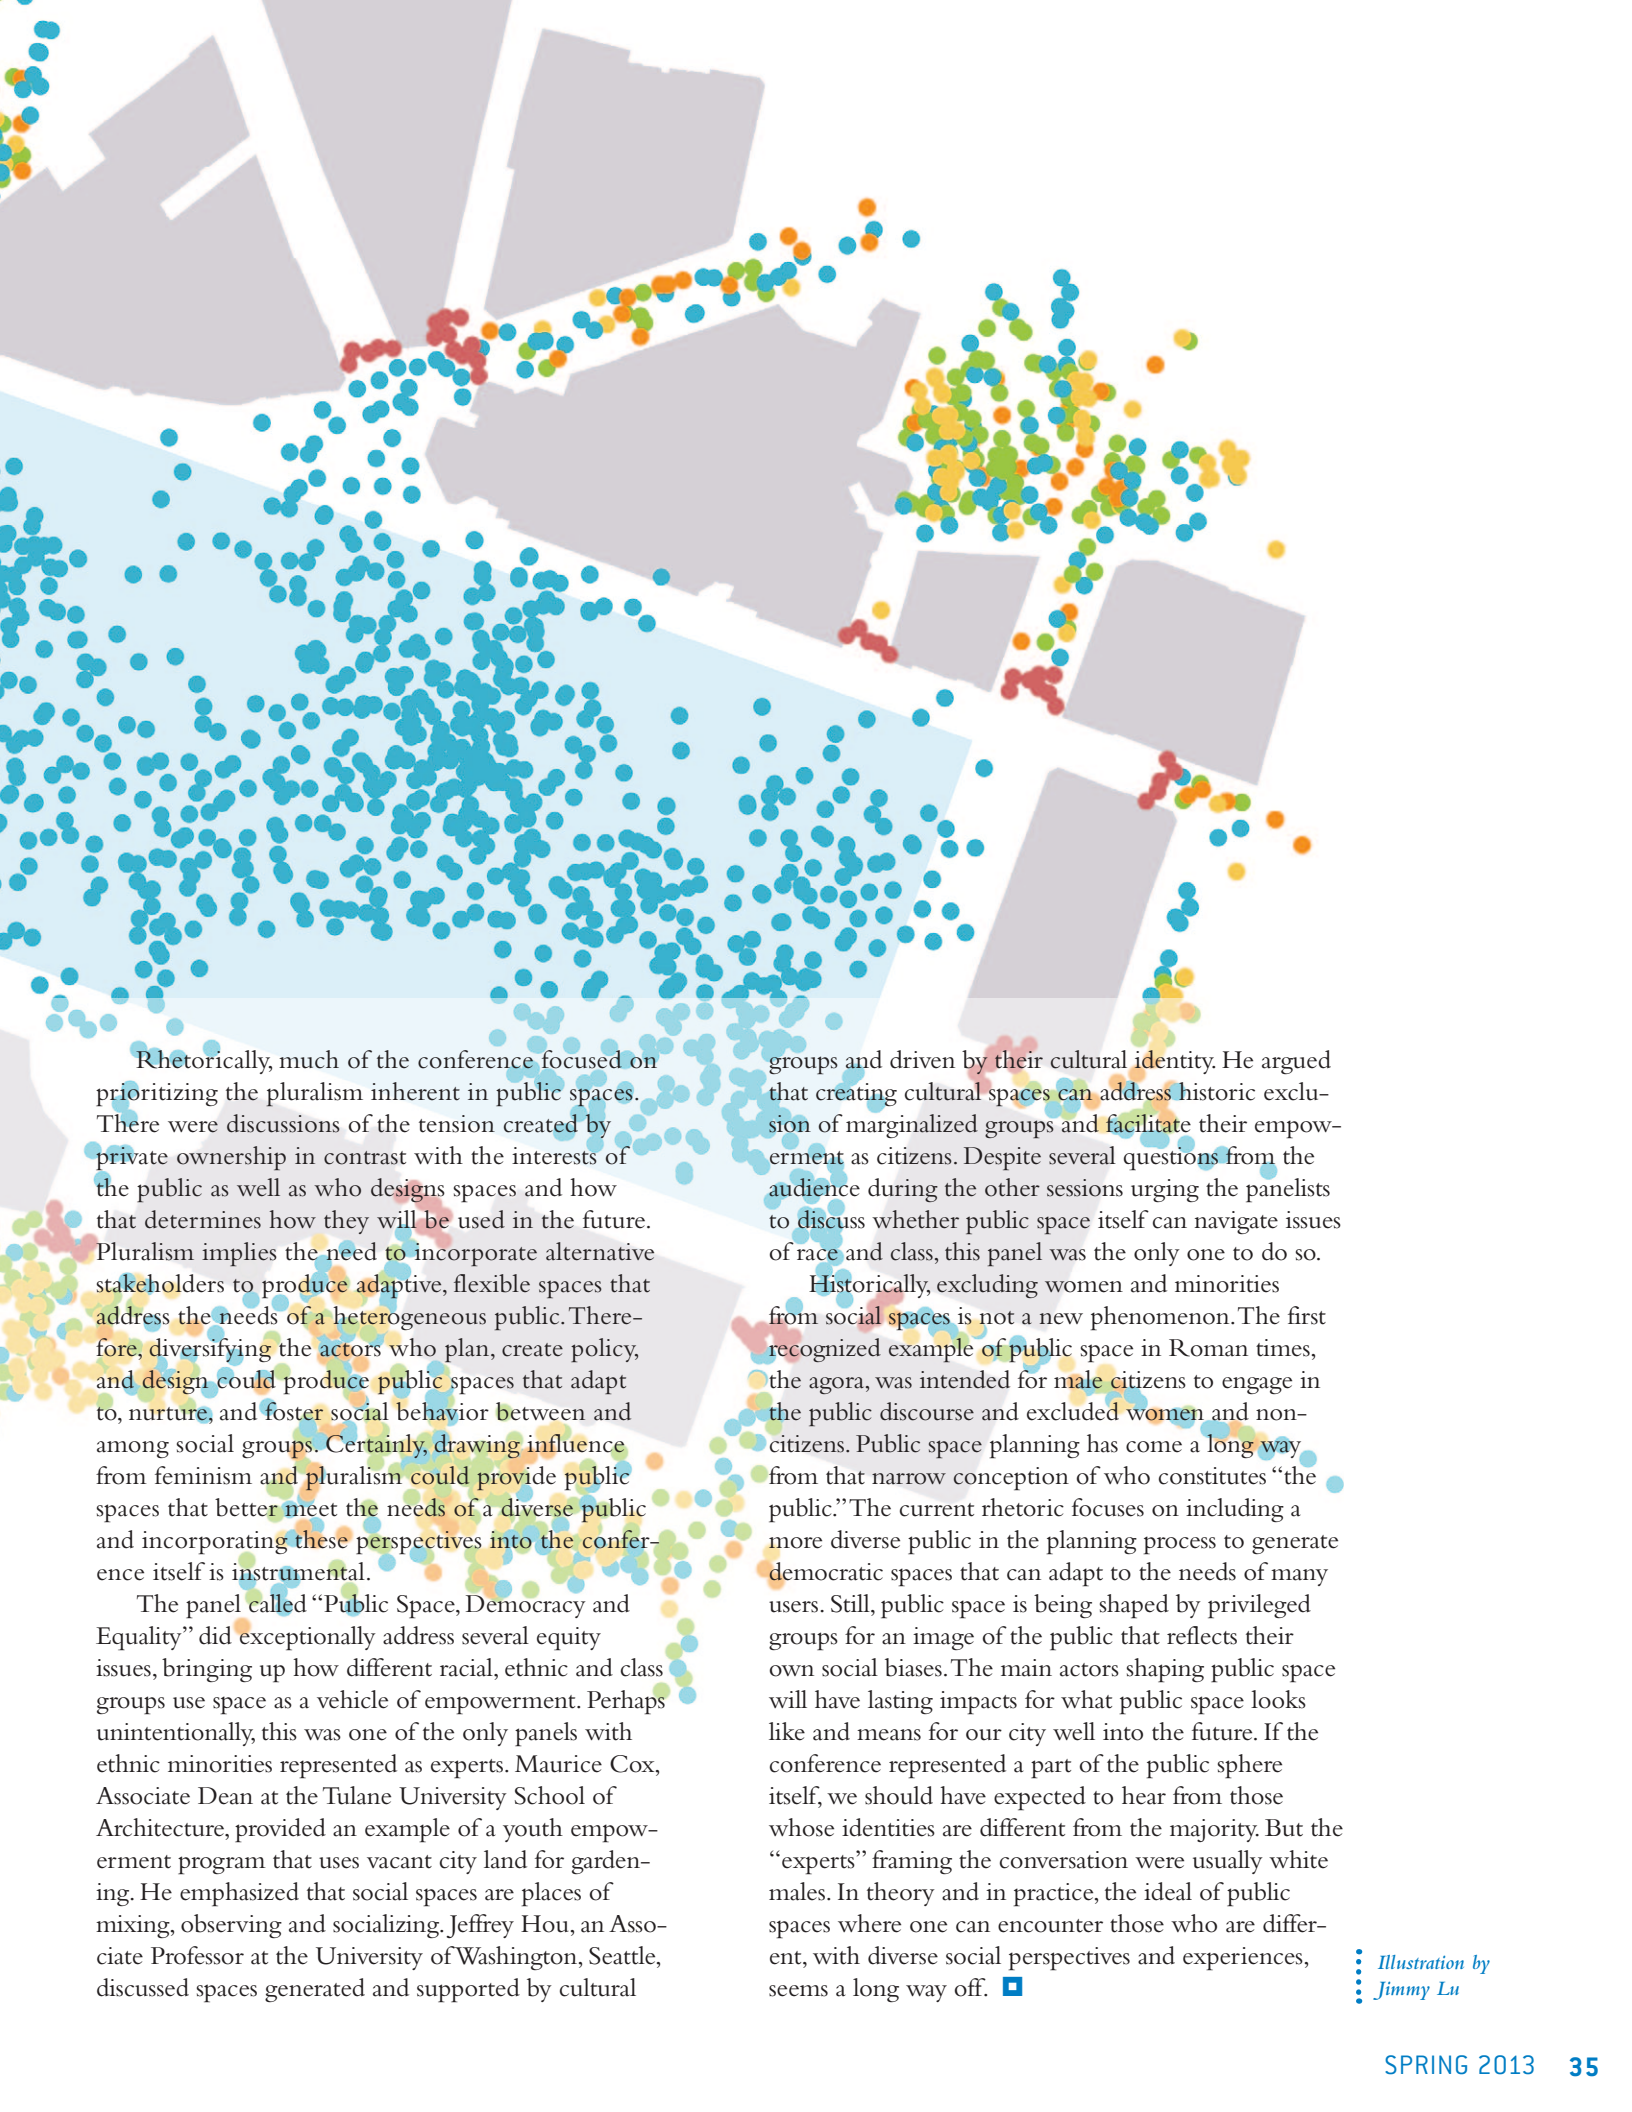 Rhetorically, much of the conference focused on
prioritizing the pluralism inherent in public spaces.
There were discussions of the tension created by
private ownership in contrast with the interests of
the public as well as who designs spaces and how
that determines how they will be used in the future.
Pluralism implies the need to incorporate alternative
stakeholders to produce adaptive, flexible spaces that
address the needs of a heterogeneous public. There-
fore, diversifying the actors who plan, create policy,
and design could produce public spaces that adapt
to, nurture, and foster social behavior between and
among social groups. Certainly, drawing influence
from feminism and pluralism could provide public
spaces that better meet the needs of a diverse public
and incorporating these perspectives into the confer-
ence itself is instrumental.
The panel called “Public Space, Democracy and
Equality” did exceptionally address several equity
issues, bringing up how different racial, ethnic and class
groups use space as a vehicle of empowerment. Perhaps
unintentionally, this was one of the only panels with
ethnic minorities represented as experts. Maurice Cox,
Associate Dean at the Tulane University School of
Architecture, provided an example of a youth empow-
erment program that uses vacant city land for garden-
ing. He emphasized that social spaces are places of
mixing, observing and socializing. Jeffrey Hou, an Asso-
ciate Professor at the University of Washington, Seattle,
discussed spaces generated and supported by cultural
groups and driven by their cultural identity. He argued
that creating cultural spaces can address historic exclu-
sion of marginalized groups and facilitate their empow-
erment as citizens. Despite several questions from the
audience during the other sessions urging the panelists
to discuss whether public space itself can navigate issues
of race and class, this panel was the only one to do so.
Historically, excluding women and minorities
from social spaces is not a new phenomenon. The first
recognized example of public space in Roman times,
the agora, was intended for male citizens to engage in
the public discourse and excluded women and non-
citizens. Public space planning has come a long way
from that narrow conception of who constitutes “the
public.” The current rhetoric focuses on including a
more diverse public in the planning process to generate
democratic spaces that can adapt to the needs of many
users. Still, public space is being shaped by privileged
groups for an image of the public that reflects their
own social biases. The main actors shaping public space
will have lasting impacts for what public space looks
like and means for our city well into the future. If the
conference represented a part of the public sphere
itself, we should have expected to hear from those
whose identities are different from the majority. But the
“experts” framing the conversation were usually white
males. In theory and in practice, the ideal of public
spaces where one can encounter those who are differ-
ent, with diverse social perspectives and experiences,
seems a long way off.
Illustration by
Jimmy Lu
SPRING 2013 35